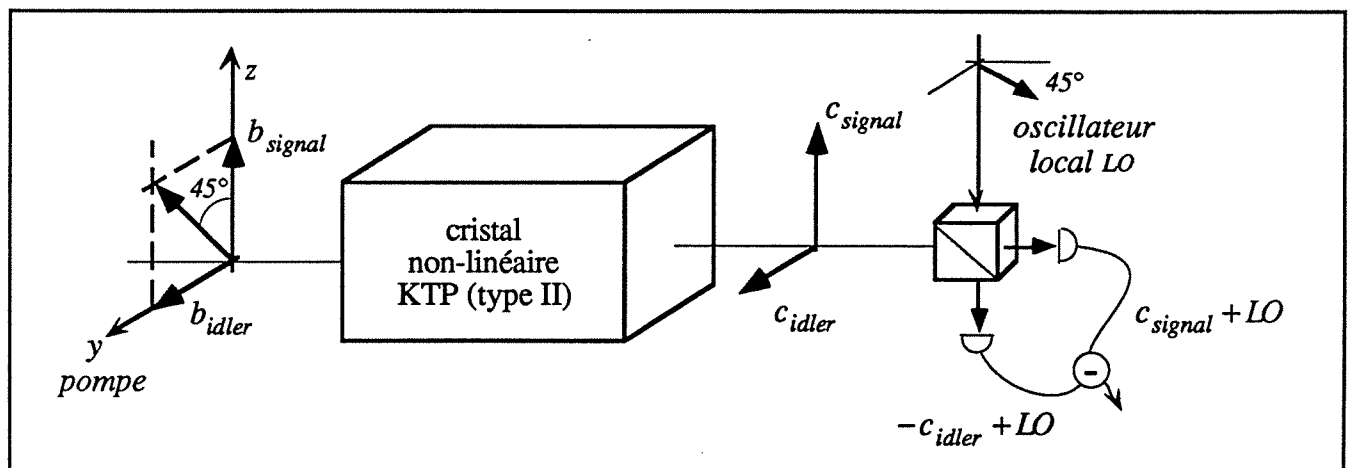 z
b signal
45°
b idler
y
pompe
cristal
non-linéaire
KTP (type II)
c signal
c idler
45°
oscillateur
local LO
c signal + LO
-
−c idler + LO